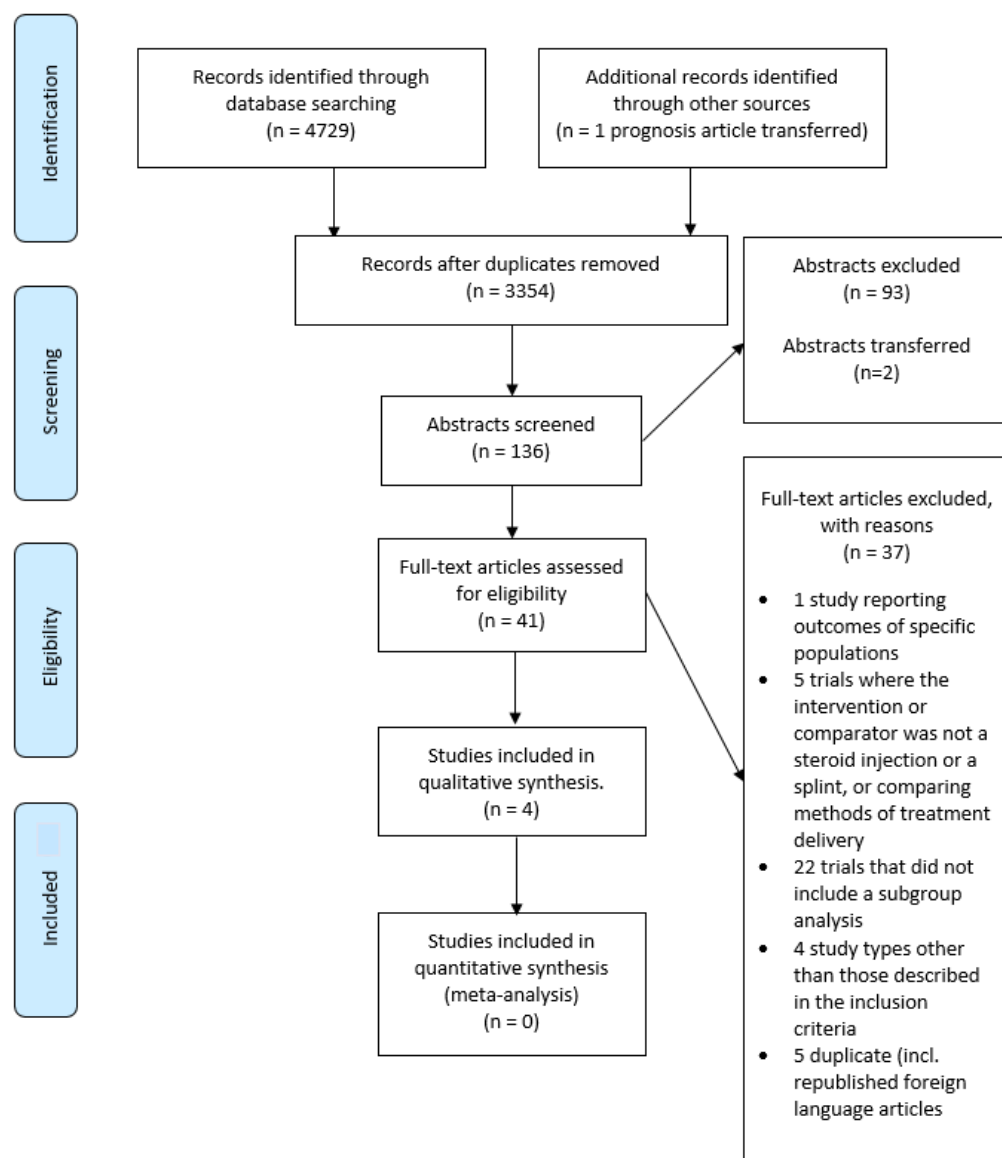 Identification
Records identified through
database searching
(n = 4729)
Additional records identified
through other sources
(n = 1 prognosis article transferred)
Records after duplicates removed
(n = 3354)
Abstracts excluded
(n = 93)
Abstracts transferred
(n=2)
Screening
Abstracts screened
(n = 136)
Full-text articles assessed
for eligibility
(n = 41)
Full-text articles excluded,
with reasons
(n = 37)
• 1 study reporting
outcomes of specific
populations
• 5 trials where the
intervention or
comparator was not a
steroid injection or a
splint, or comparing
methods of treatment
delivery
• 22 trials that did not
include a subgroup
analysis
• 4 study types other
than those described
in the inclusion
criteria
• 5 duplicate (incl.
republished foreign
language articles
Eligibility
Studies included in
qualitative synthesis.
(n = 4)
Included
Studies included in
quantitative synthesis
(meta-analysis)
(n = 0)